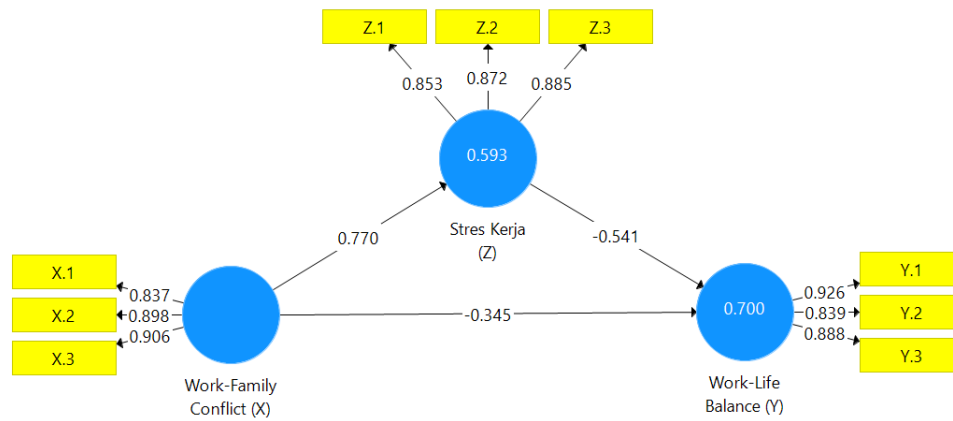 Z.1 Z.2 Z.3
0.853 0.872 0.885
0.593
Stres Kerja
(Z)
0.770 -0.541
X.1
X.2
X.3
0.837
0.898
0.906
-0.345
0.700
0.926
0.839
0.888
Y.1
Y.2
Y.3
Work-Family
Conflict (X)
Work-Life
Balance (Y)